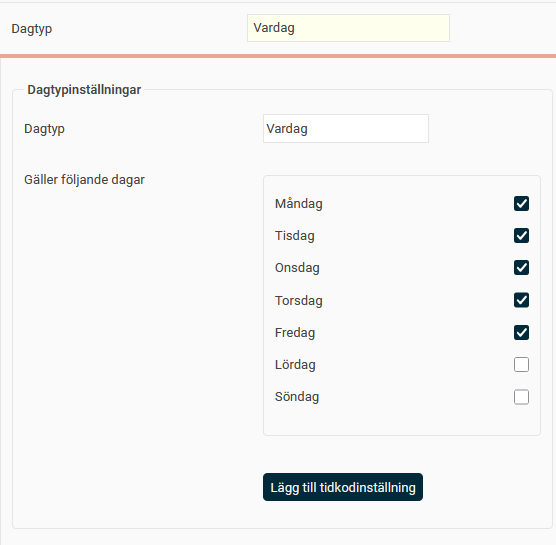 Dagtyp Vardag
Dagtypinställningar
Dagtyp Vardag
Gäller följande dagar
Måndag
Tisdag
Onsdag
Torsdag
Fredag
Lördag
Söndag
Lägg till tidkodinställning